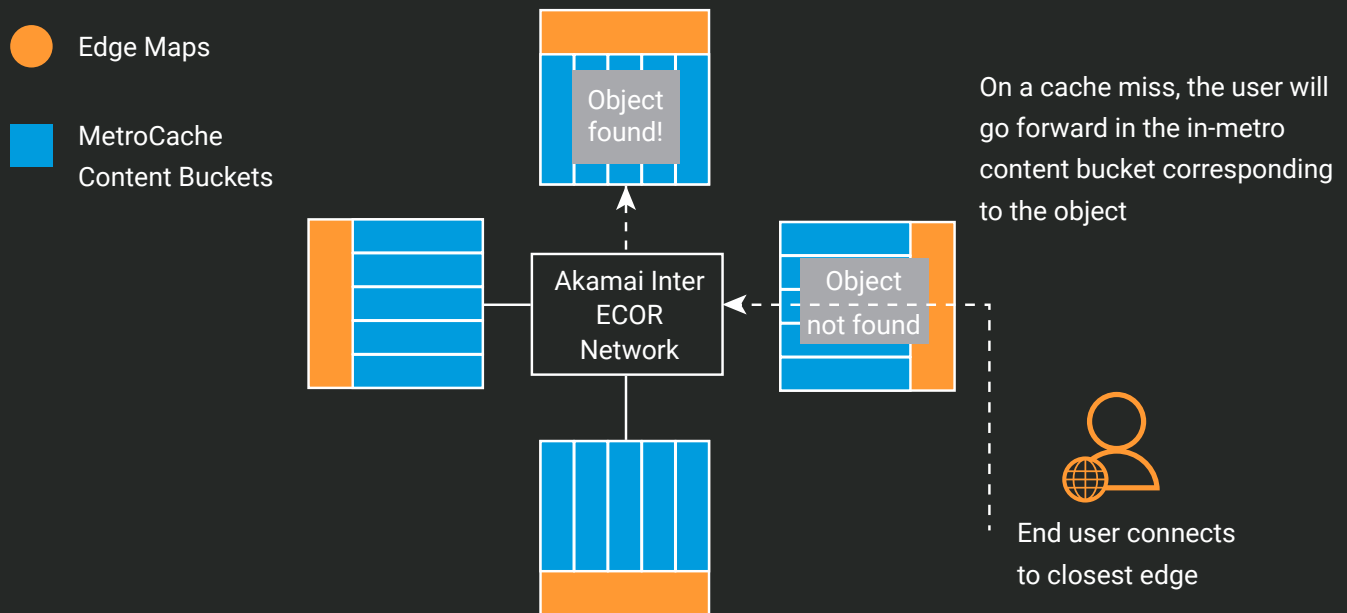 Edge Maps
MetroCache
Content Buckets
Object
found!
On a cache miss, the user will
go forward in the in-metro
content bucket corresponding
to the object
Akamai Inter
ECOR
Network
Object
not found
End user connects
to closest edge